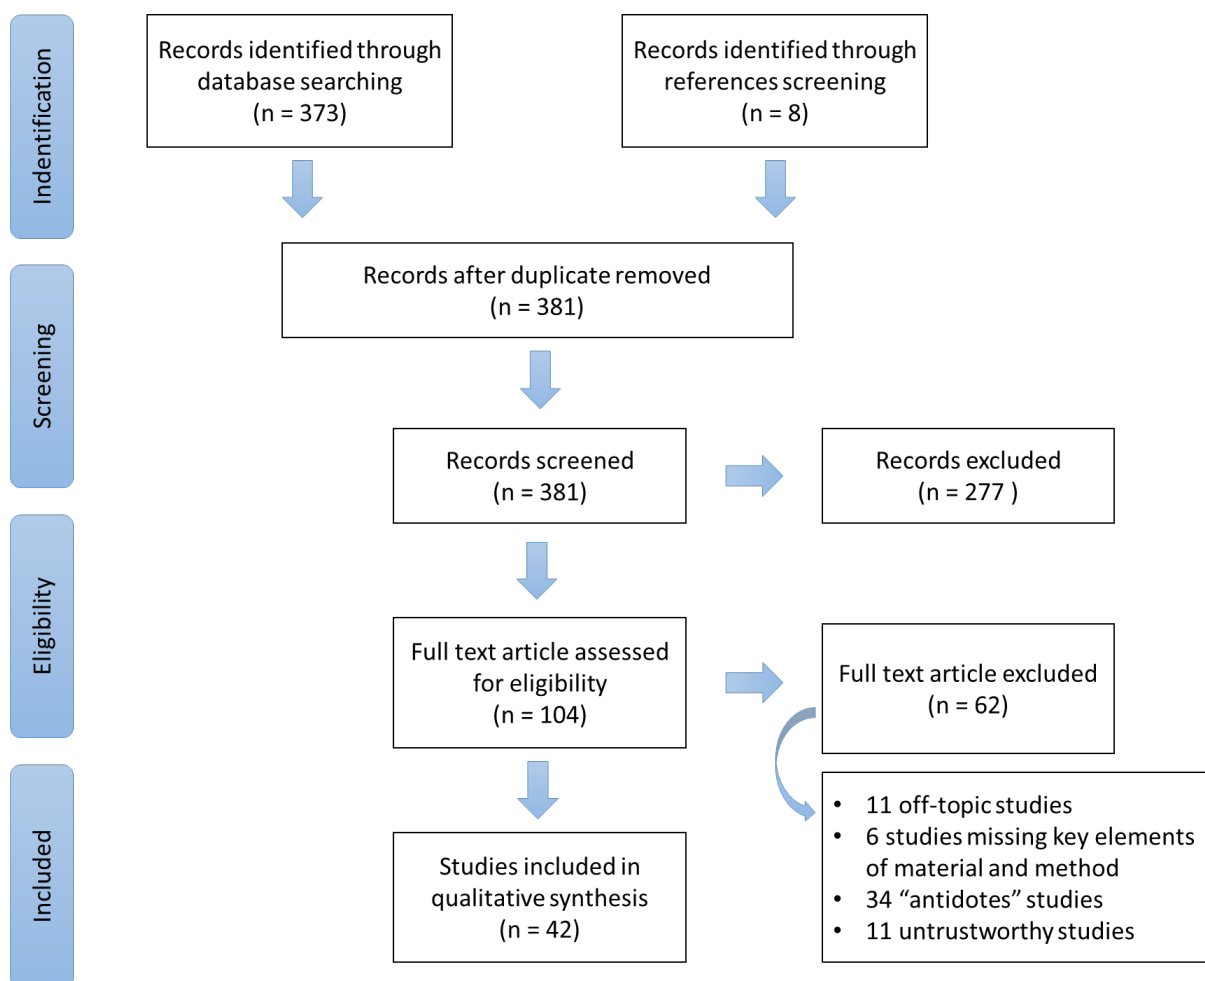 Indentification
Records identified through
database searching
(n = 373)
Records identified through
references screening
(n = 8)
Screening
Records after duplicate removed
(n = 381)
Records screened
(n = 381)
Records excluded
(n = 277 )
Eligibility
Full text article assessed
for eligibility
(n = 104)
Full text article excluded
(n = 62)
Included
Studies included in
qualitative synthesis
(n = 42)
• 11 off-topic studies
• 6 studies missing key elements
of material and method
• 34 “antidotes” studies
• 11 untrustworthy studies